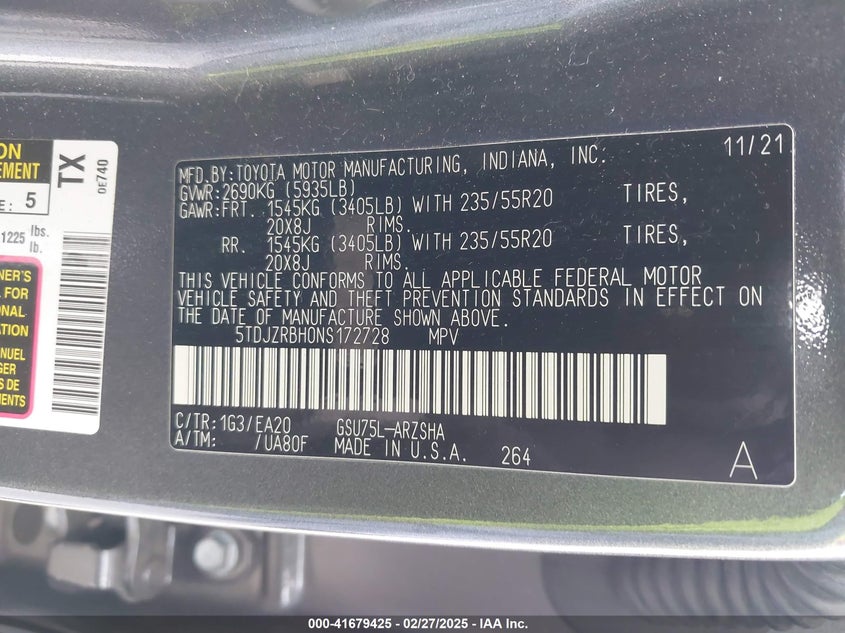 ON
EMENT
E: 5
1225 lbs.
lb.
TX
0E740
NER'S
L FOR
ONAL
ATION
NUEL
GER
S DE
MENTS
MFD.BY:TOYOTA MOTOR MANUFACTURING, INDIANA, INC. 11/21
GVWR:2690KG (5935LB)
GAWR:FRT. 1545KG (3405LB) WITH 235/55R20 TIRES,
20X8J RIMS.
RR. 1545KG (3405LB) WITH 235/55R20 TIRES,
20X8J RIMS.
THIS VEHICLE CONFORMS TO ALL APPLICABLE FEDERAL MOTOR
VEHICLE SAFETY AND THEFT PREVENTION STANDARDS IN EFFECT ON
THE DATE OF MANUFACTURE SHOWN ABOVE.
5TDJZRBH0NS172728 MPV
C/TR:1G3/EA20 GSU75L-ARZSHA
A/TM: /UA80F MADE IN U.S.A. 264
A
000-41679425 - 02/27/2025 - IAA Inc.